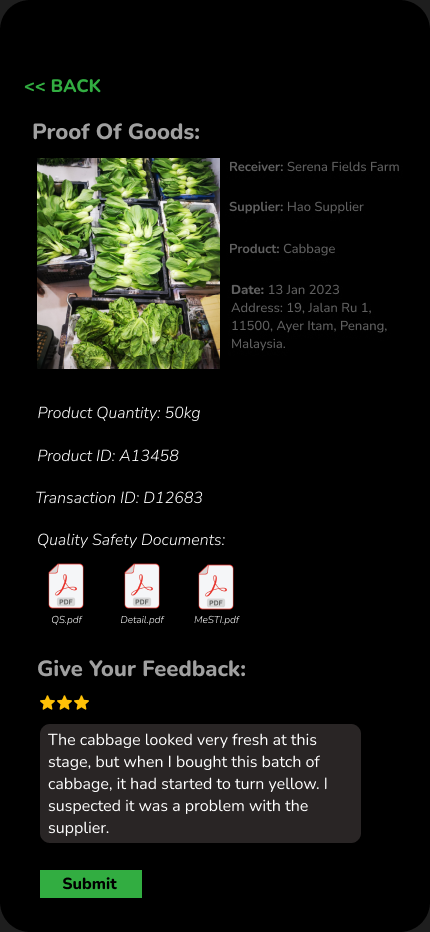 << BACK
Proof Of Goods:
Receiver: Serena Fields Farm
Supplier: Hao Supplier
Product: Cabbage
Date: 13 Jan 2023
Address: 19, Jalan Ru 1,
11500, Ayer Itam, Penang,
Malaysia.
Product Quantity: 50kg
Product ID: A13458
Transaction ID: D12683
Quality Safety Documents:
PDF PDF PDF
QS.pdf Detail.pdf MeSTI.pdf
Give Your Feedback:
The cabbage looked very fresh at this
stage, but when I bought this batch of
cabbage, it had started to turn yellow. I
suspected it was a problem with the
supplier.
Submit